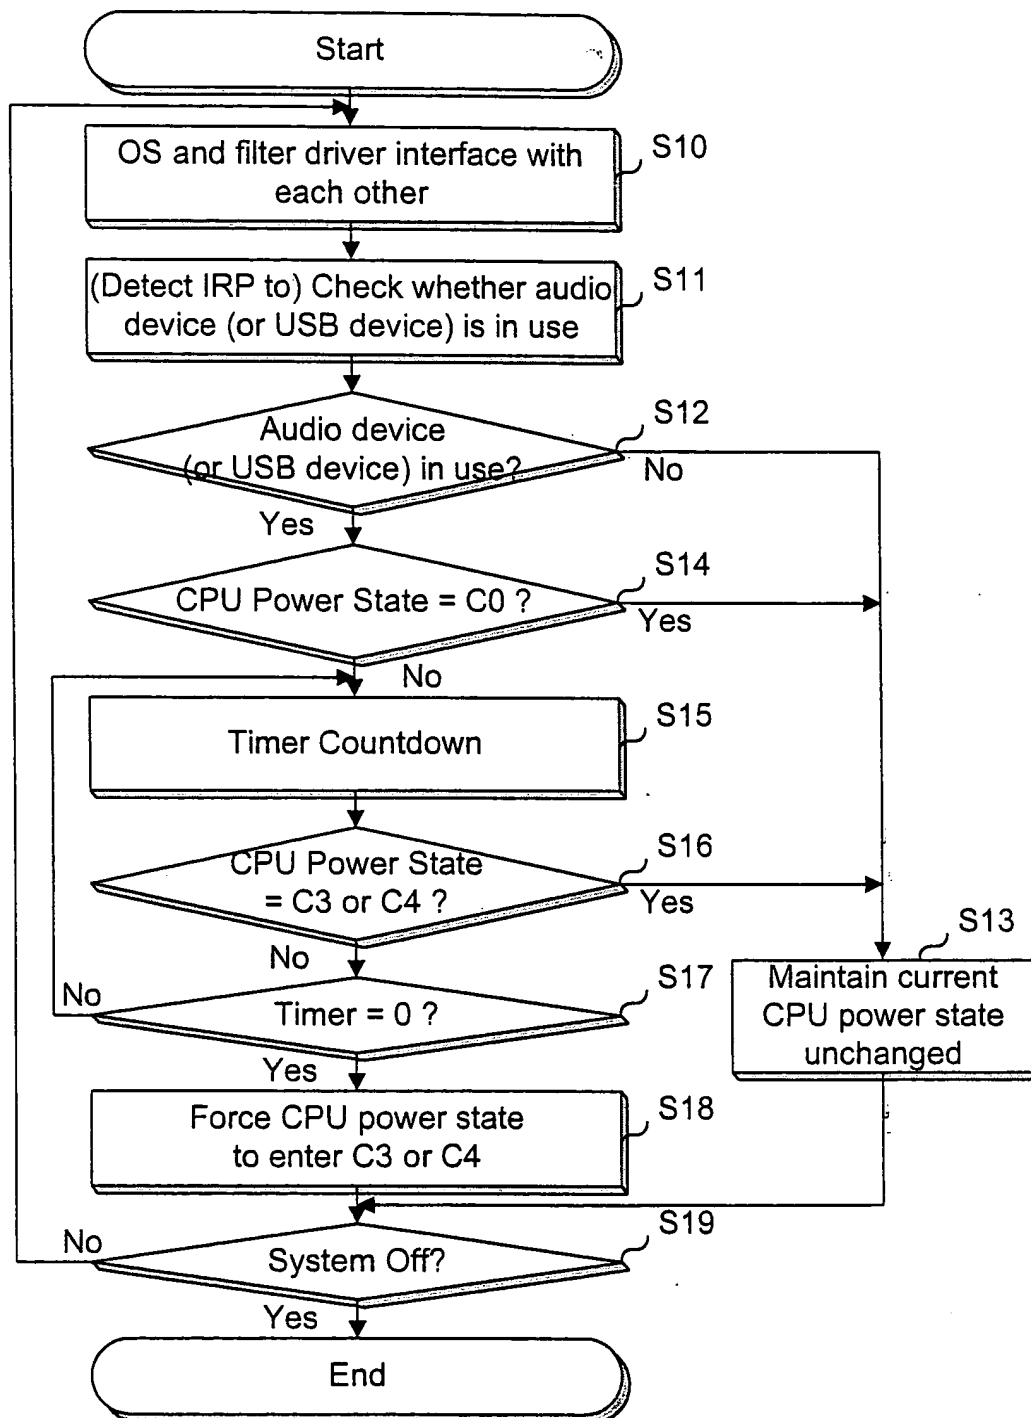 Start
OS and filter driver interface with
each other
S10
(Detect IRP to) Check whether audio
device (or USB device) is in use
S11
Audio device
(or USB device) in use?
S12
No
Yes
CPU Power State = C0 ?
S14
Yes
No
Timer Countdown
S15
CPU Power State
= C3 or C4 ?
S16
Yes
No
S13
Maintain current
CPU power state
unchanged
Timer = 0 ?
S17
No
Yes
Force CPU power state
to enter C3 or C4
S18
System Off?
S19
No
Yes
End